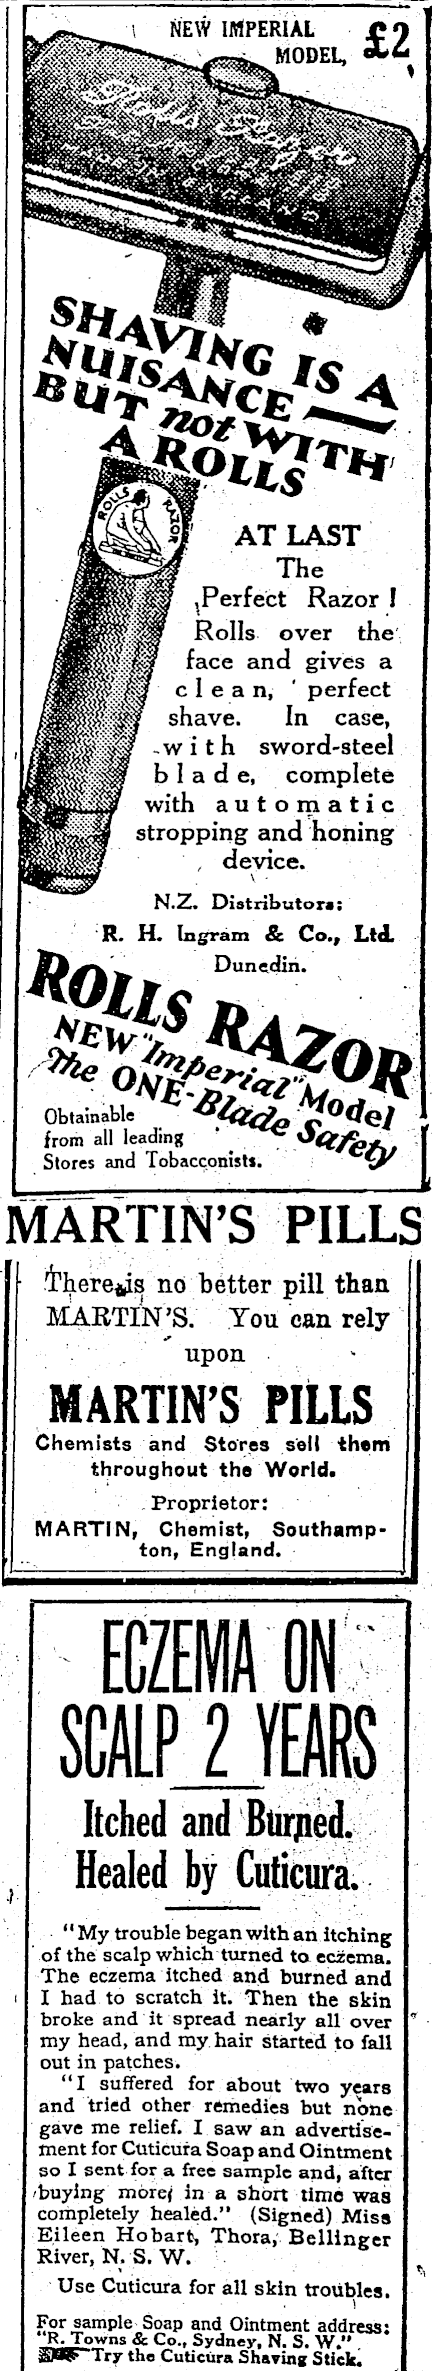 NEW IMPERIAL
MODEL, £2
Rolls Razor
MADE IN ENGLAND
SHAVING IS A
NUISANCE —
BUT not WITH
A ROLLS
ROLLS RAZOR
AT LAST
The
Perfect Razor !
Rolls over the
face and gives a
clean, perfect
shave. In case,
with sword-steel
blade, complete
with automatic
stropping and honing
device.
N.Z. Distributors:
R. H. Ingram & Co., Ltd.
Dunedin.
ROLLS RAZOR
NEW "Imperial" Model
The ONE-Blade Safety
Obtainable
from all leading
Stores and Tobacconists.
MARTIN'S PILLS
There is no better pill than
MARTIN'S. You can rely
upon
MARTIN'S PILLS
Chemists and Stores sell them
throughout the World.
Proprietor:
MARTIN, Chemist, Southamp-
ton, England.
ECZEMA ON
SCALP 2 YEARS
Itched and Burned.
Healed by Cuticura.
"My trouble began with an itching
of the scalp which turned to eczema.
The eczema itched and burned and
I had to scratch it. Then the skin
broke and it spread nearly all over
my head, and my hair started to fall
out in patches.
"I suffered for about two years
and tried other remedies but none
gave me relief. I saw an advertise-
ment for Cuticura Soap and Ointment
so I sent for a free sample and, after
buying more, in a short time was
completely healed." (Signed) Miss
Eileen Hobart, Thora, Bellinger
River, N. S. W.
Use Cuticura for all skin troubles.
For sample Soap and Ointment address:
"R. Towns & Co., Sydney, N. S. W."
Try the Cuticura Shaving Stick.